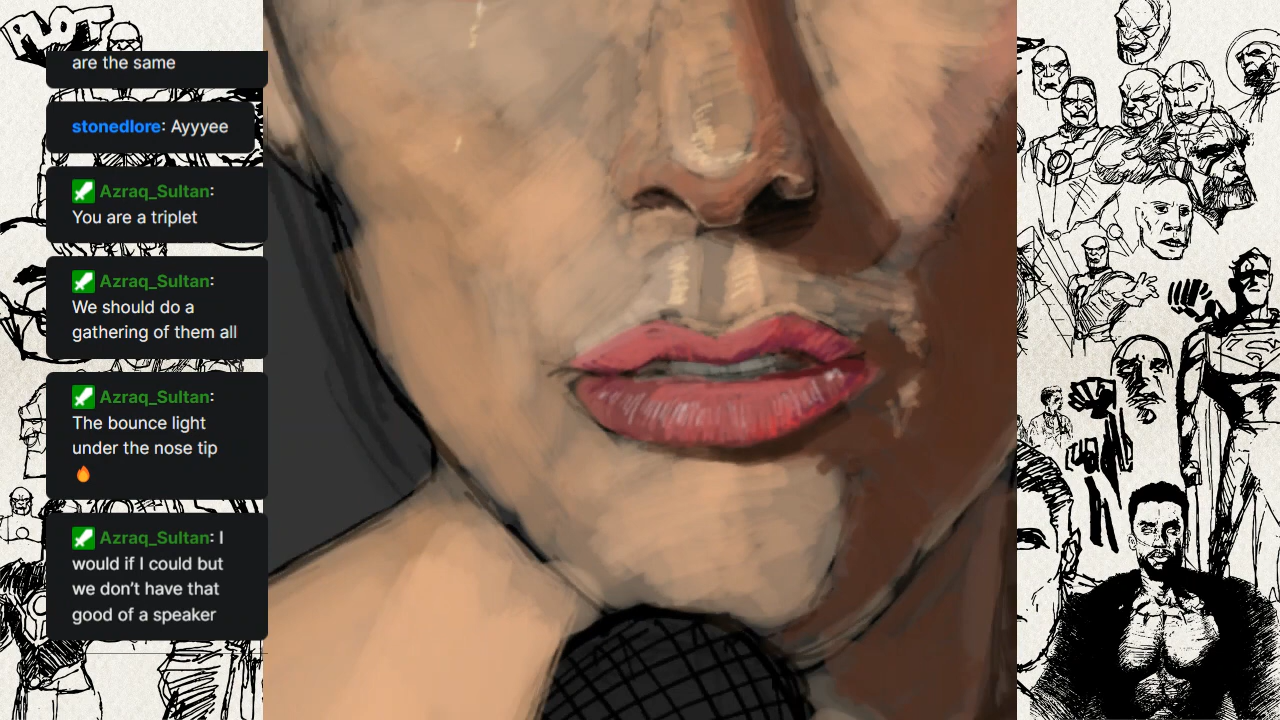 PLOT
are the same
stonedlore: Ayyyee
Azraq_Sultan:
You are a triplet
Azraq_Sultan:
We should do a
gathering of them all
Azraq_Sultan:
The bounce light
under the nose tip
🔥
Azraq_Sultan: I
would if I could but
we don't have that
good of a speaker